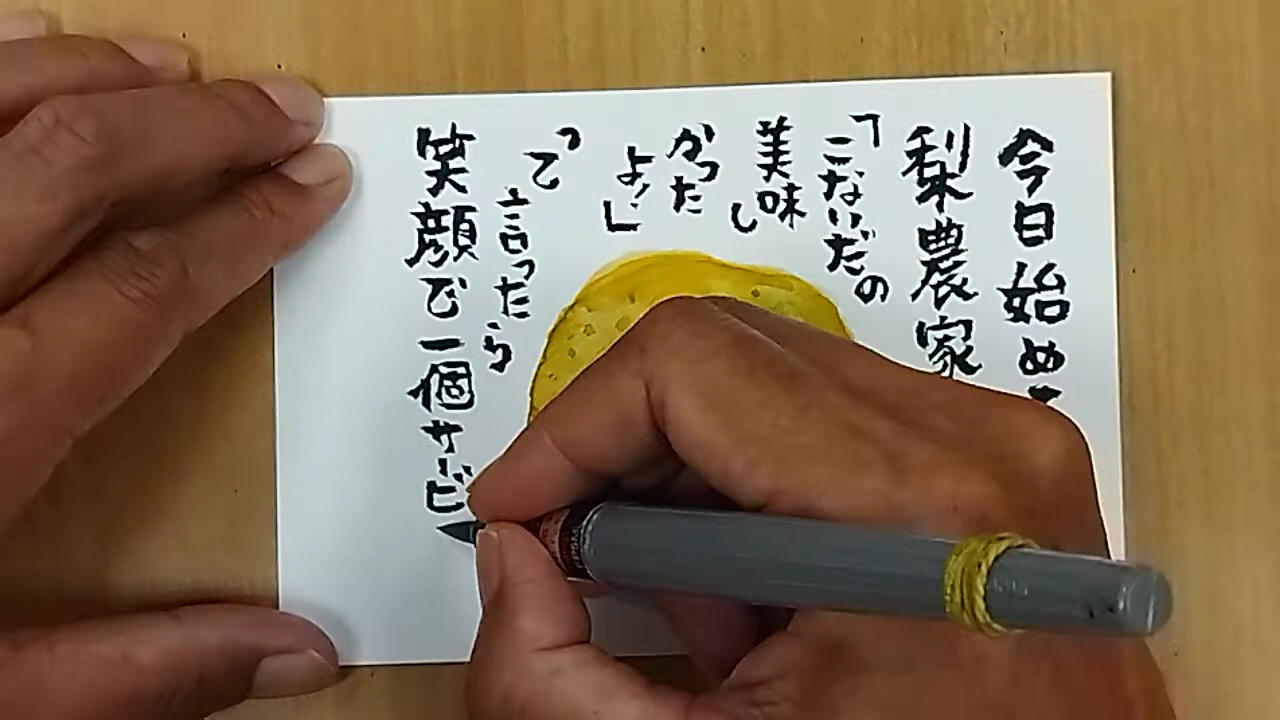 今日始め
梨農家
「こないだの
美味し
かった
よ！」
って
言ったら
笑顔で一個サービ